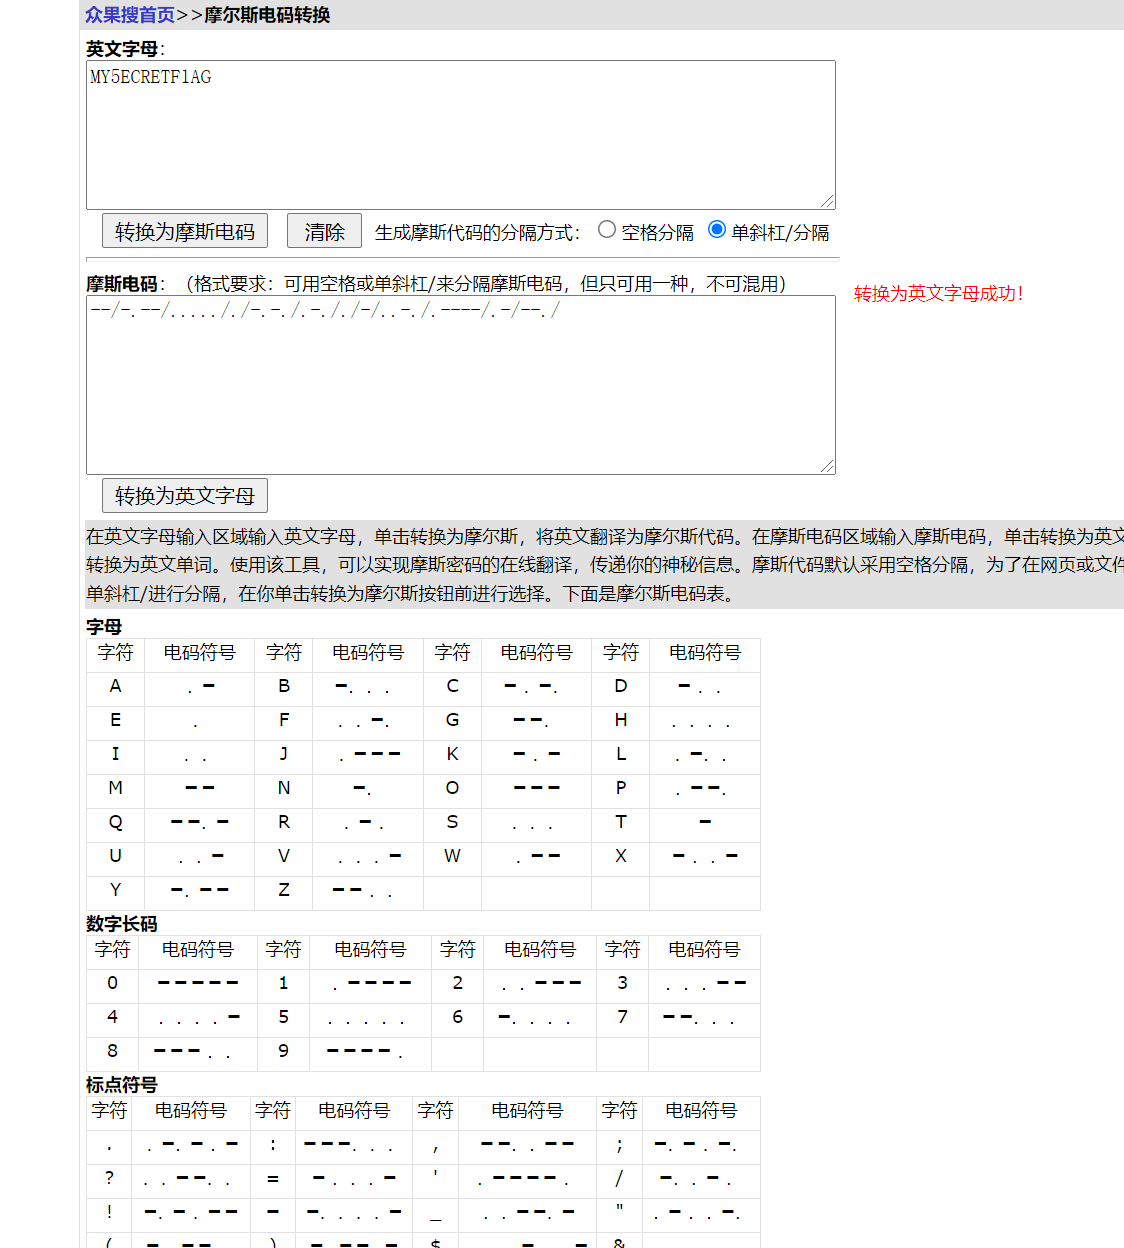 众果搜首页>>摩尔斯电码转换
英文字母:
MY5ECRETF1AG
转换为摩斯电码 清除 生成摩斯代码的分隔方式: 空格分隔 单斜杠/分隔
摩斯电码: (格式要求:可用空格或单斜杠/来分隔摩斯电码,但只可用一种,不可混用)
转换为英文字母成功!
--/-.--/...../././-.-./.-././-/..-./.----/.-/--./
转换为英文字母
在英文字母输入区域输入英文字母,单击转换为摩尔斯,将英文翻译为摩尔斯代码。在摩斯电码区域输入摩斯电码,单击转换为英文
转换为英文单词。使用该工具,可以实现摩斯密码的在线翻译,传递你的神秘信息。摩斯代码默认采用空格分隔,为了在网页或文件
单斜杠/进行分隔,在你单击转换为摩尔斯按钮前进行选择。下面是摩尔斯电码表。
字母
字符 电码符号 字符 电码符号 字符 电码符号 字符 电码符号
A .━ B ━... C ━.━. D ━..
E . F ..━. G ━━. H ....
I .. J .━━━ K ━.━ L .━..
M ━━ N ━. O ━━━ P .━━.
Q ━━.━ R .━. S ... T ━
U ..━ V ...━ W .━━ X ━..━
Y ━.━━ Z ━━..
数字长码
字符 电码符号 字符 电码符号 字符 电码符号 字符 电码符号
0 ━━━━━ 1 .━━━━ 2 ..━━━ 3 ...━━
4 ....━ 5 ..... 6 ━.... 7 ━━...
8 ━━━.. 9 ━━━━.
标点符号
字符 电码符号 字符 电码符号 字符 电码符号 字符 电码符号
. .━.━.━ : ━━━... , ━━..━━ ; ━.━.━.
? ..━━.. = ━...━ ' .━━━━. / ━..━.
! ━.━.━━ ━ ━....━ _ ..━━.━ " .━..━.
( ) $ &